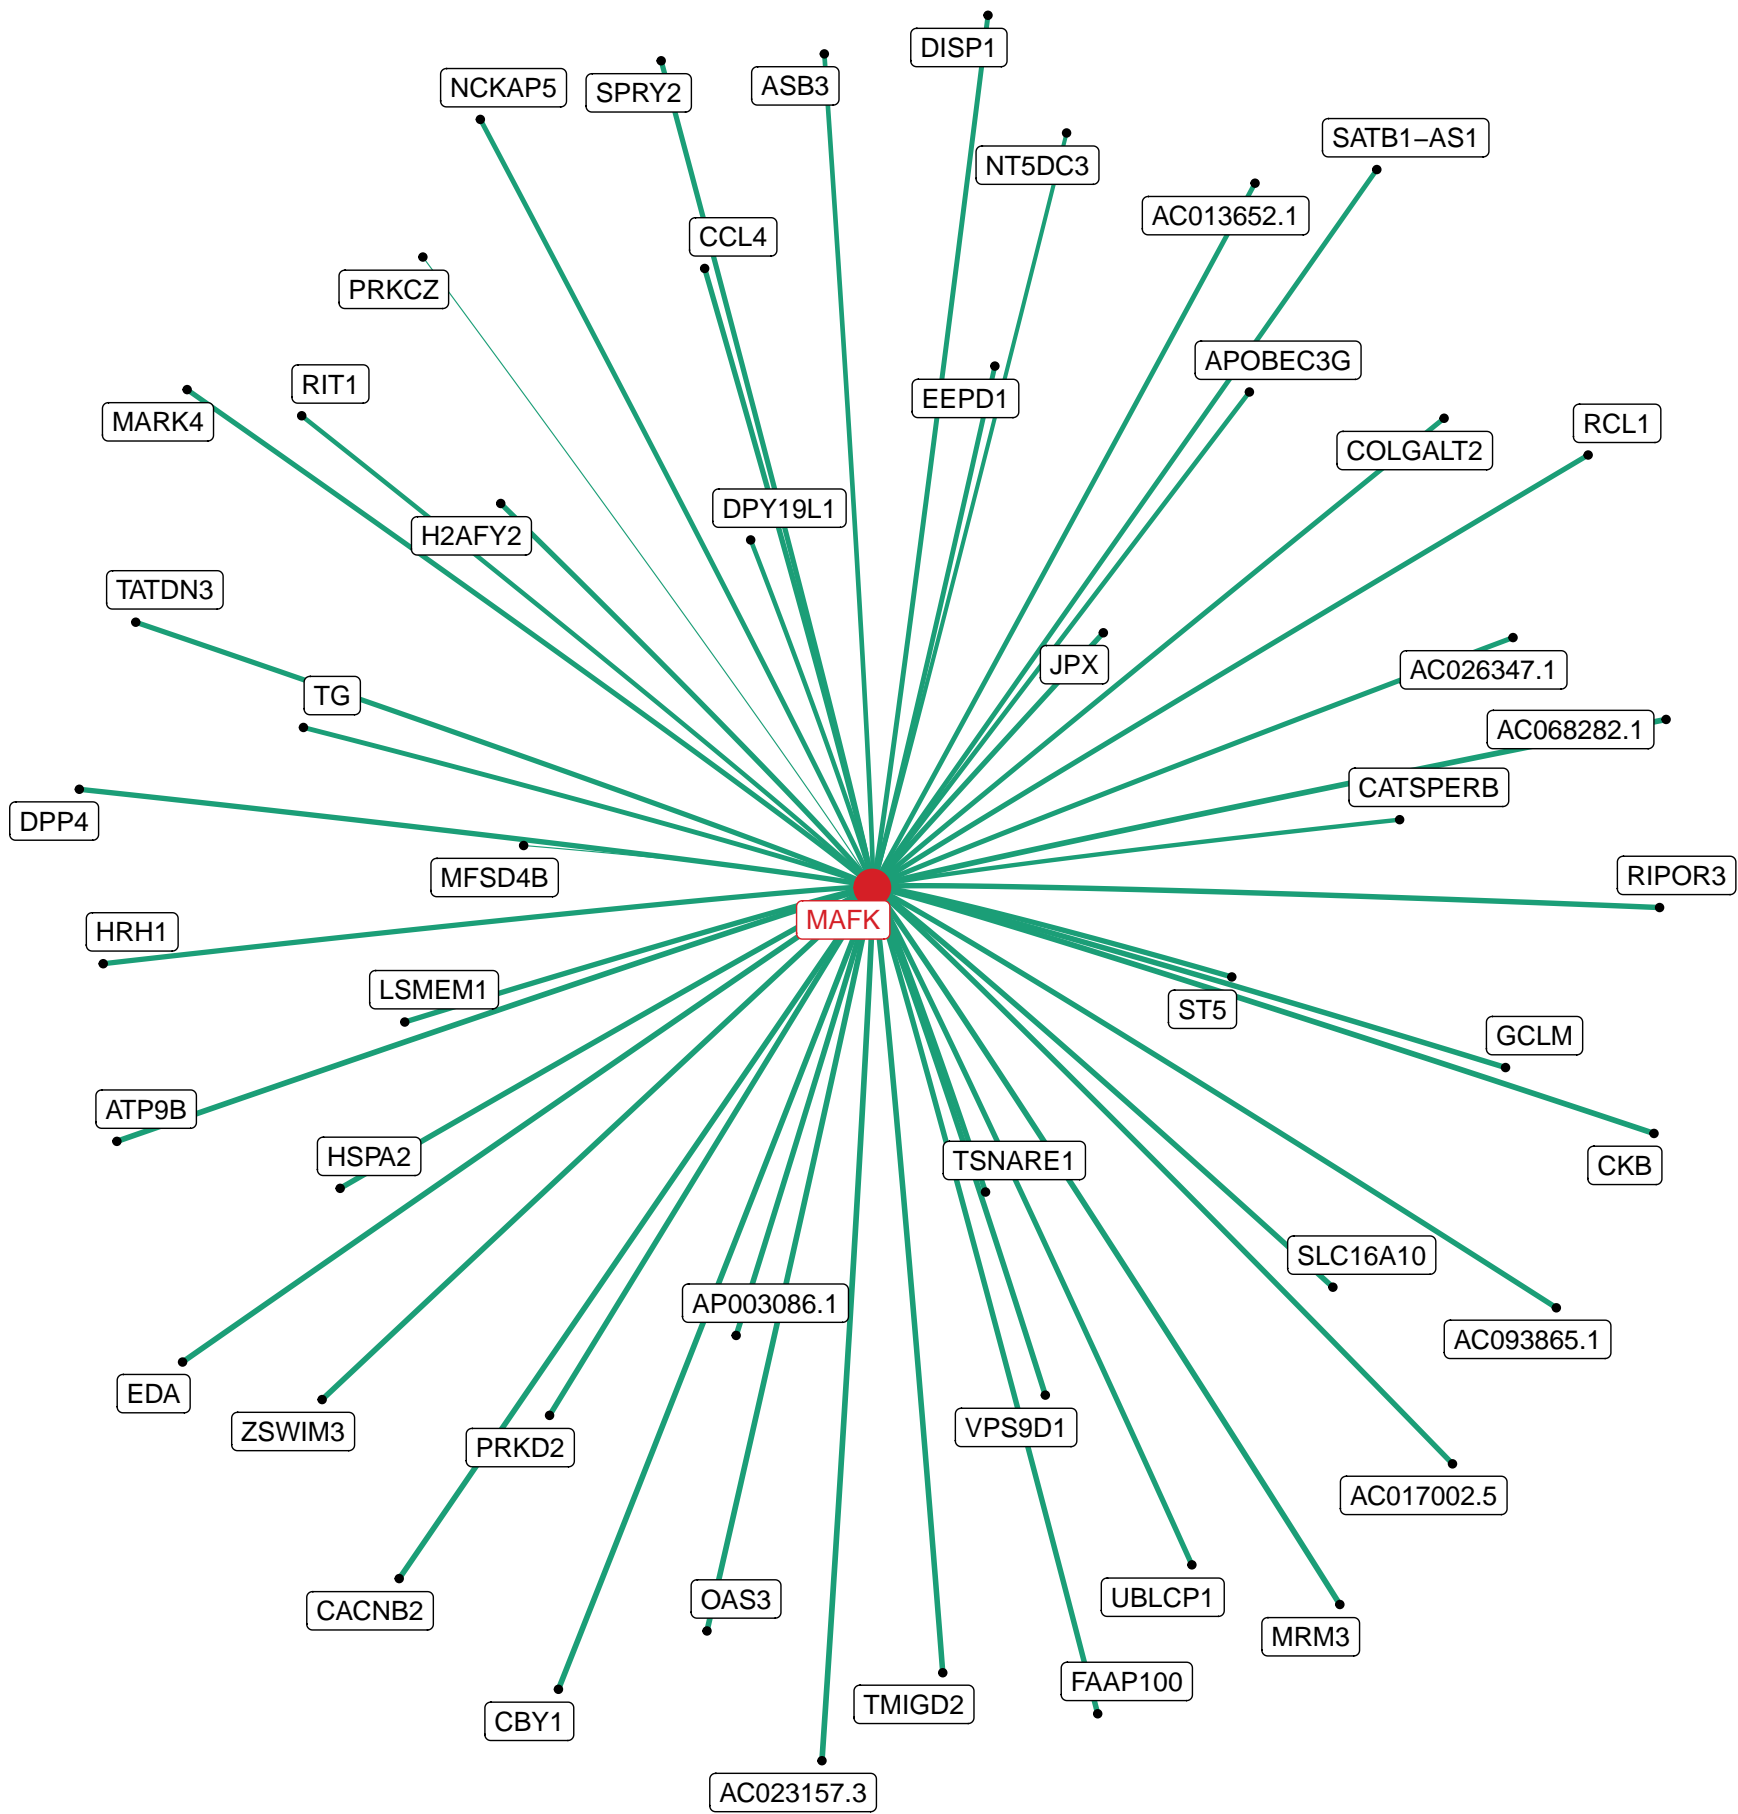 DISP1
NCKAP5
SPRY2
ASB3
SATB1−AS1
NT5DC3
AC013652.1
CCL4
PRKCZ
APOBEC3G
RIT1
EEPD1
MARK4
RCL1
COLGALT2
DPY19L1
H2AFY2
TATDN3
JPX
AC026347.1
TG
AC068282.1
CATSPERB
DPP4
MFSD4B
RIPOR3
MAFK
HRH1
LSMEM1
ST5
GCLM
ATP9B
HSPA2
TSNARE1
CKB
SLC16A10
AP003086.1
AC093865.1
EDA
ZSWIM3
VPS9D1
PRKD2
AC017002.5
UBLCP1
OAS3
CACNB2
MRM3
FAAP100
TMIGD2
CBY1
AC023157.3